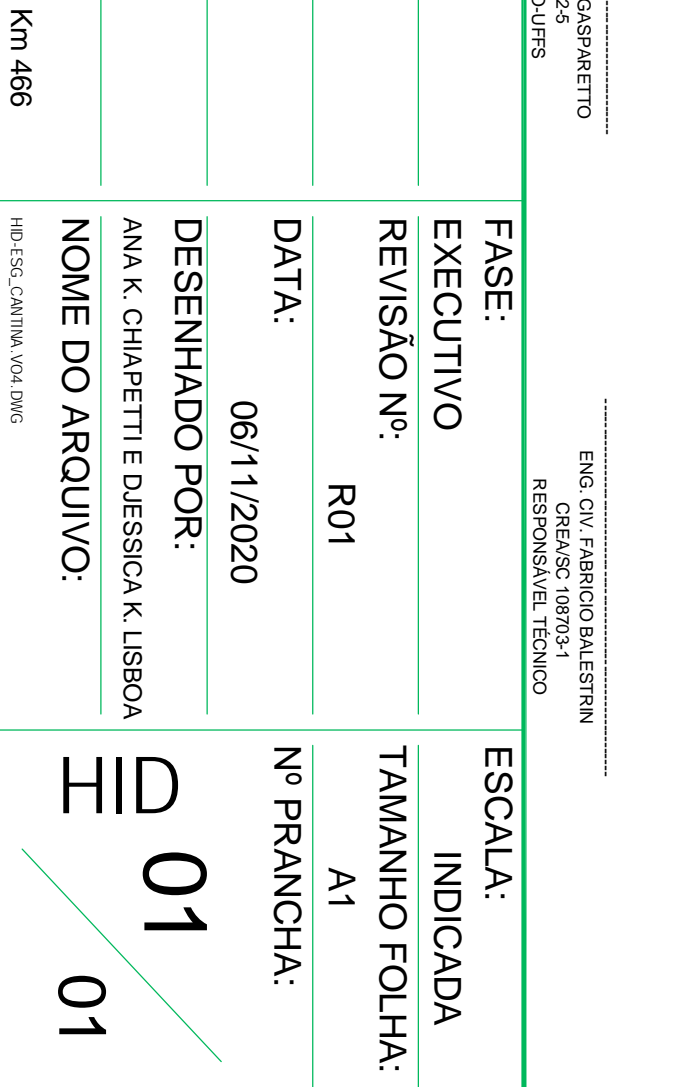 GASPARETTO
2-5
O-UFFS
ENG. CIV. FABRICIO BALESTRIN
CREA/SC 108703-1
RESPONSÁVEL TÉCNICO
Km 466
FASE:
EXECUTIVO
REVISÃO Nº:
R01
DATA:
06/11/2020
DESENHADO POR:
ANA K. CHIAPETTI E DJESSICA K. LISBOA
NOME DO ARQUIVO:
HID-ESG_CANTINA.VO4.DWG
ESCALA:
INDICADA
TAMANHO FOLHA:
A1
Nº PRANCHA:
HID
01
01